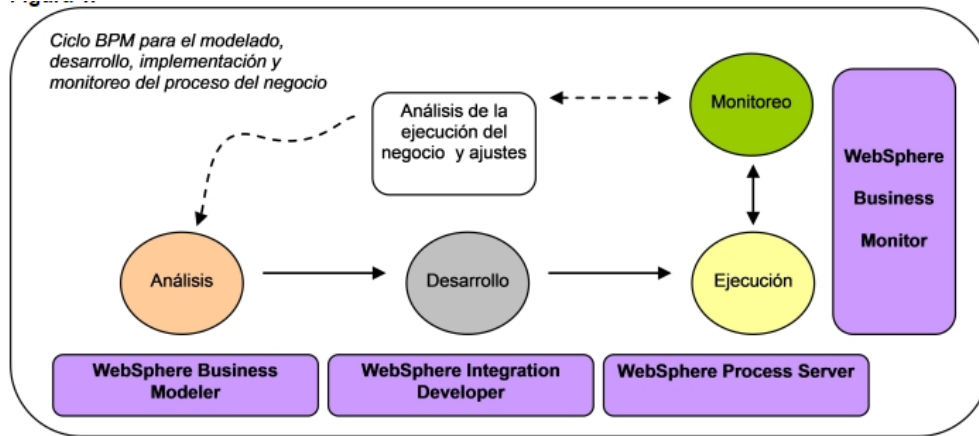 Ciclo BPM para el modelado,
desarrollo, implementación y
monitoreo del proceso del negocio
Análisis de la
ejecución del
negocio y ajustes
Monitoreo
WebSphere
Business
Monitor
Análisis
Desarrollo
Ejecución
WebSphere Business
Modeler
WebSphere Integration
Developer
WebSphere Process Server